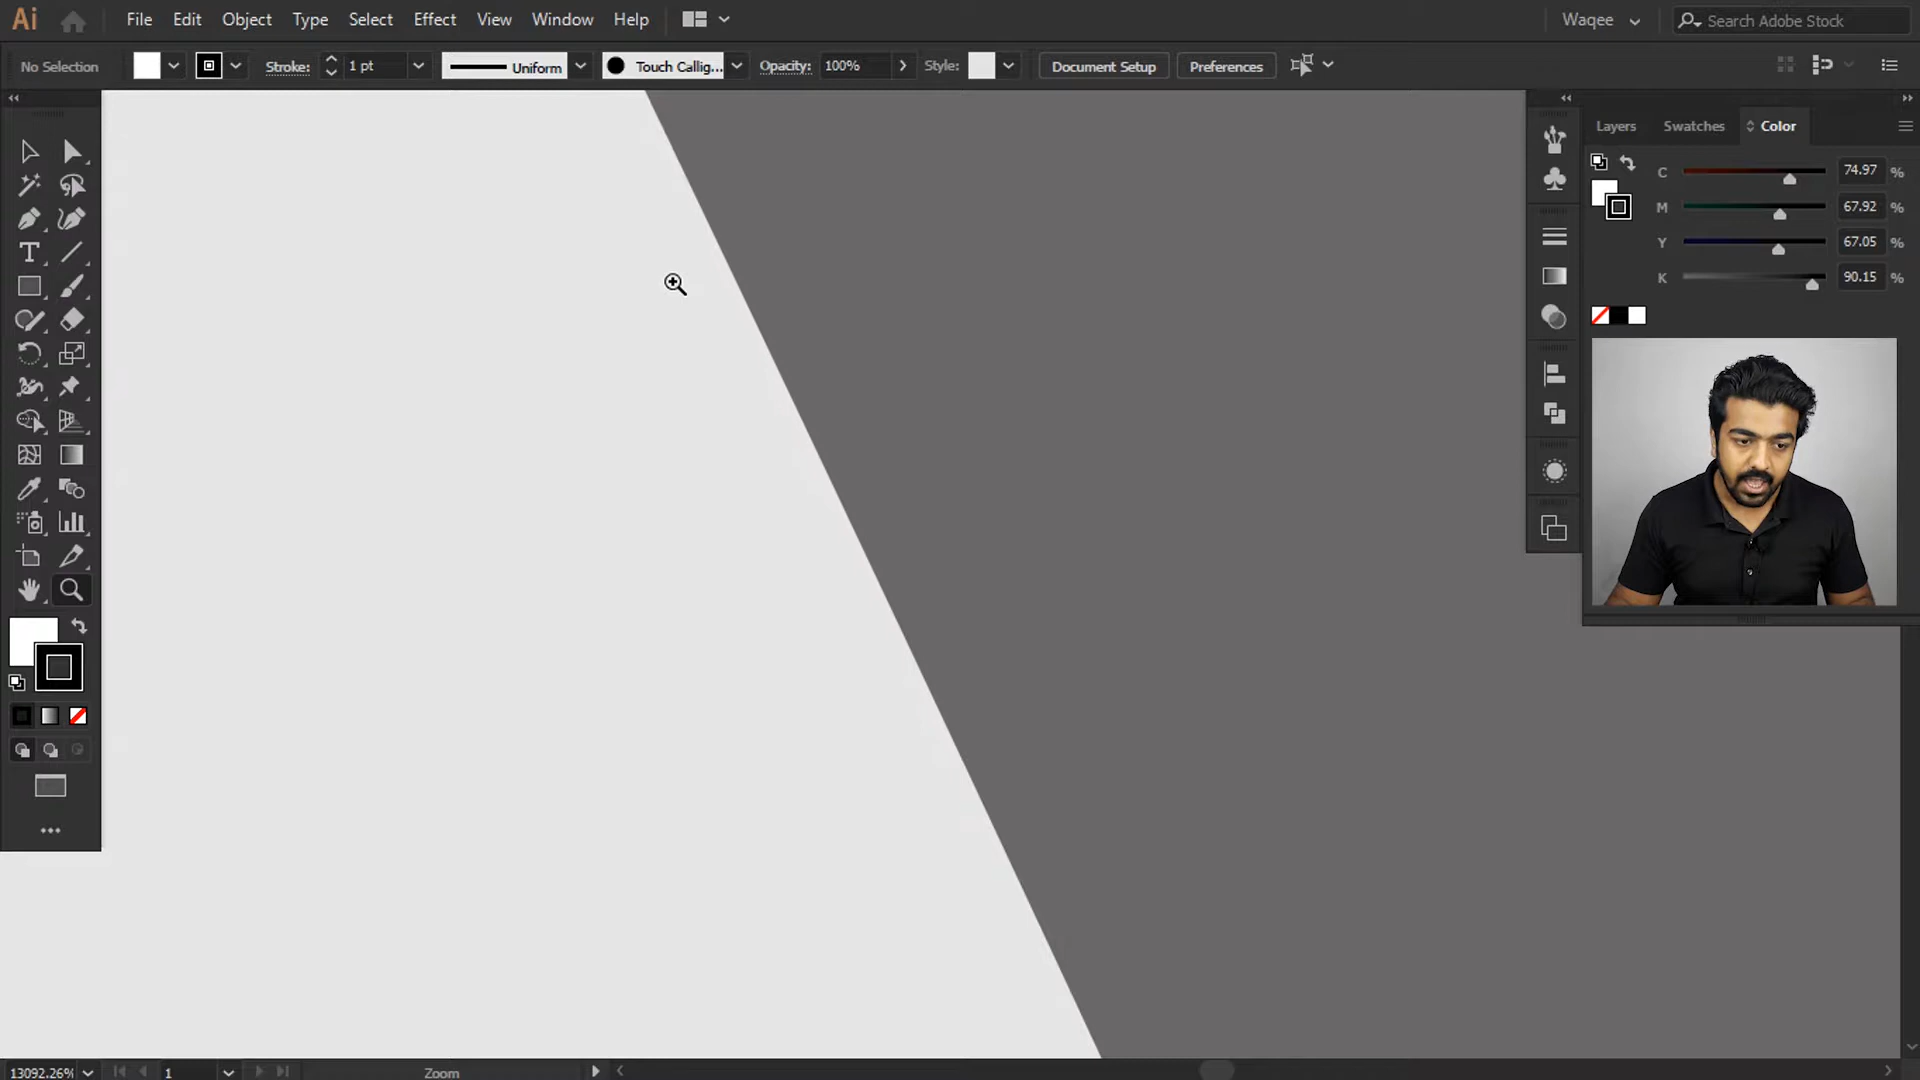 Ai File Edit Object Type Select Effect View Window Help Waqee Search Adobe Stock
No Selection Stroke: 1 pt Uniform Touch Callig... Opacity: 100% Style: Document Setup Preferences
Layers Swatches Color
C 74.97 %
M 67.92 %
Y 67.05 %
K 90.15 %
T
13092.26% 1 Zoom